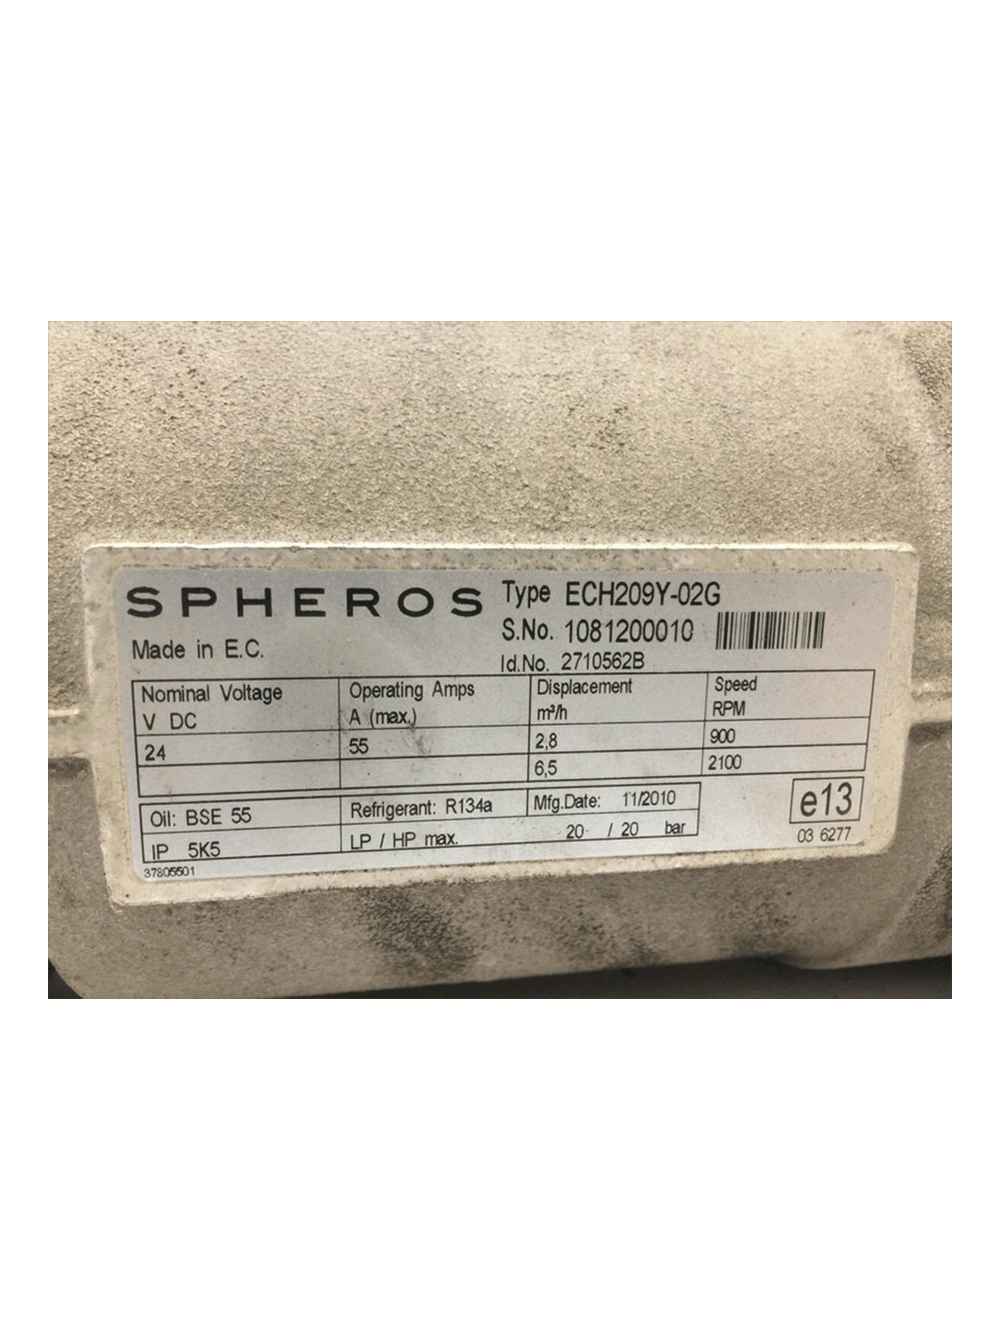 SPHEROS
Type ECH209Y-02G
S.No. 1081200010
Made in E.C.
Id.No. 2710562B
Nominal Voltage Operating Amps Displacement Speed
V DC A (max.) m³/h RPM
24 55 2,8 900
6,5 2100
Oil: BSE 55 Refrigerant: R134a Mfg.Date: 11/2010
IP 5K5 LP / HP max. 20 / 20 bar
e13
03 6277
37805501